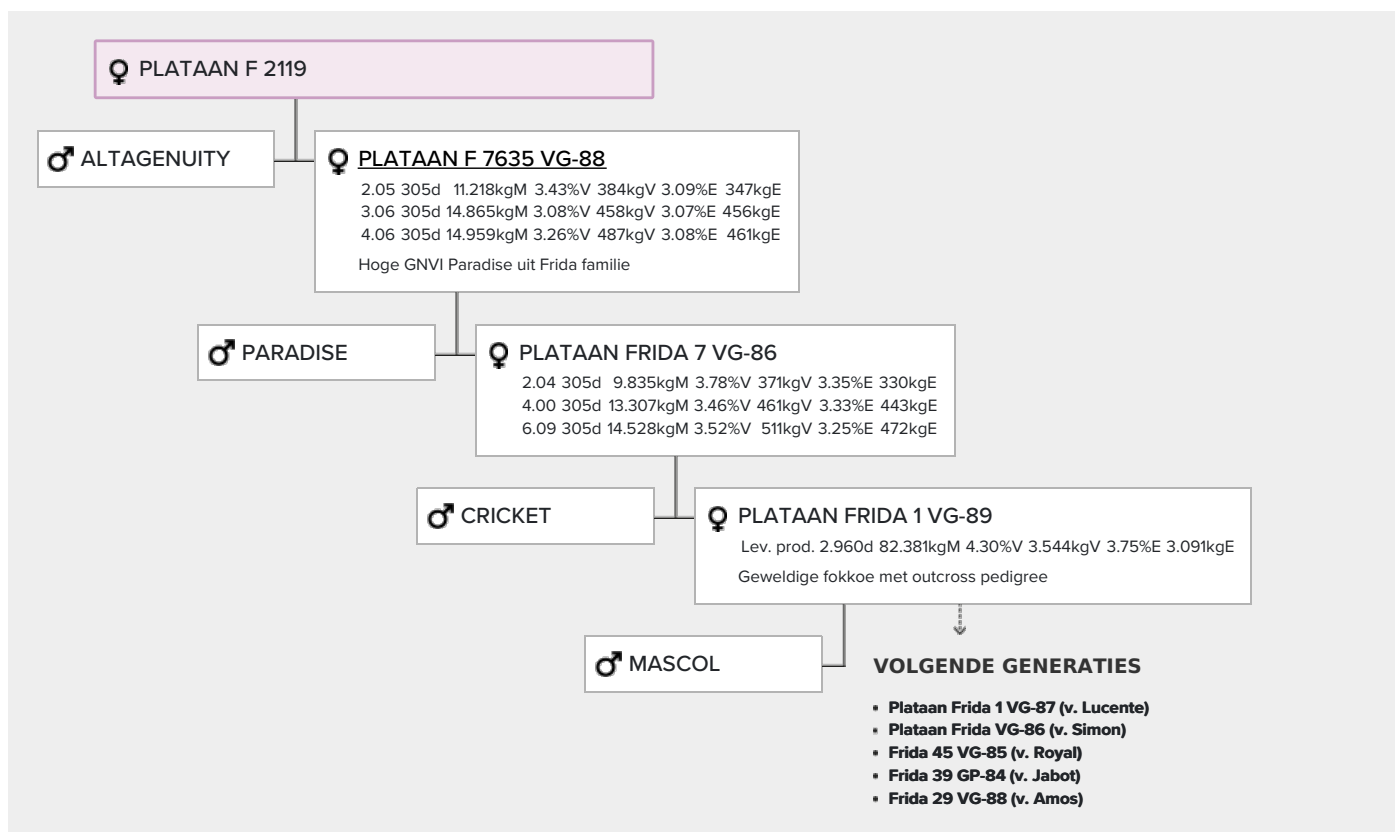 PLATAAN F 2119
ALTAGENUITY
PLATAAN F 7635 VG-88
2.05 305d 11.218kgM 3.43%V 384kgV 3.09%E 347kgE
3.06 305d 14.865kgM 3.08%V 458kgV 3.07%E 456kgE
4.06 305d 14.959kgM 3.26%V 487kgV 3.08%E 461kgE
Hoge GNVI Paradise uit Frida familie
PARADISE
PLATAAN FRIDA 7 VG-86
2.04 305d 9.835kgM 3.78%V 371kgV 3.35%E 330kgE
4.00 305d 13.307kgM 3.46%V 461kgV 3.33%E 443kgE
6.09 305d 14.528kgM 3.52%V 511kgV 3.25%E 472kgE
CRICKET
PLATAAN FRIDA 1 VG-89
Lev. prod. 2.960d 82.381kgM 4.30%V 3.544kgV 3.75%E 3.091kgE
Geweldige fokkoe met outcross pedigree
MASCOL
VOLGENDE GENERATIES
• Plataan Frida 1 VG-87 (v. Lucente)
• Plataan Frida VG-86 (v. Simon)
• Frida 45 VG-85 (v. Royal)
• Frida 39 GP-84 (v. Jabot)
• Frida 29 VG-88 (v. Amos)